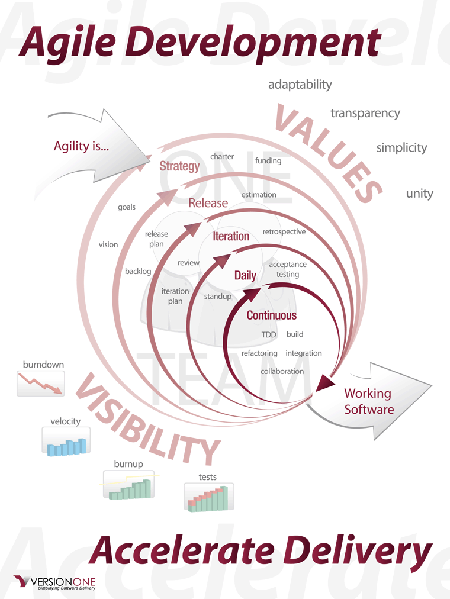 Agile Development
adaptability
transparency
simplicity
unity
VALUES
Agility is...
Strategy
charter
funding
Release
estimation
goals
vision
release
plan
Iteration
retrospective
backlog
review
Daily
acceptance
testing
iteration
plan
standup
Continuous
TDD
build
refactoring
integration
collaboration
ONE
TEAM
Working
Software
VISIBILITY
burndown
velocity
burnup
tests
Accelerate Delivery
VERSIONONE